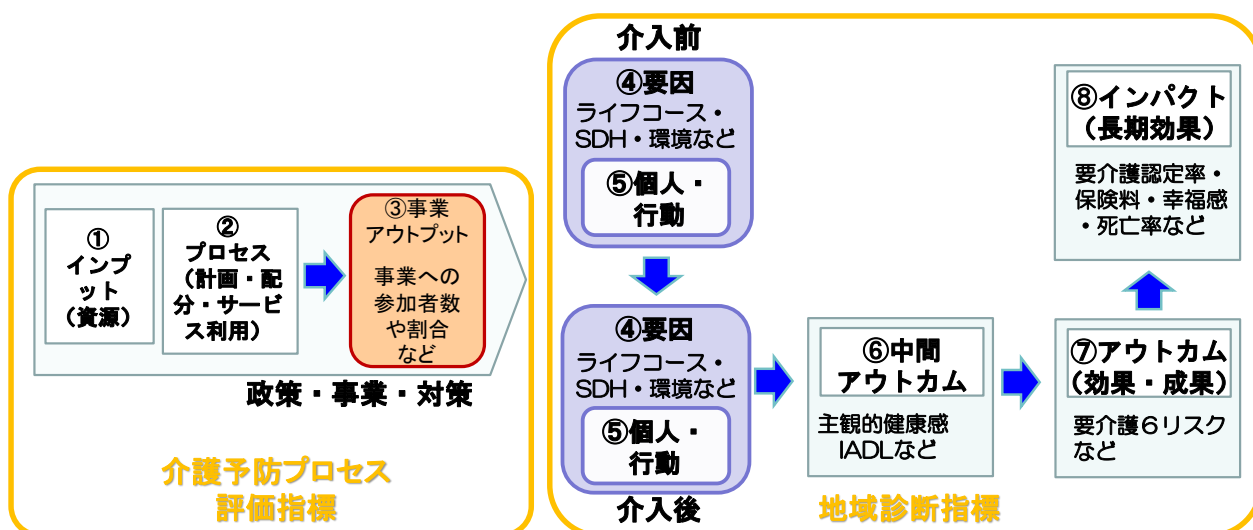 ①
インプ
ット
（資源）
②
プロセス
（計画・配
分・サービ
ス利用）
③事業
アウトプット
事業への
参加者数
や割合
など
政策・事業・対策
介護予防プロセス
評価指標
介入前
④要因
ライフコース・
SDH・環境など
⑤個人・
行動
④要因
ライフコース・
SDH・環境など
⑤個人・
行動
介入後
⑥中間
アウトカム
主観的健康感
IADLなど
地域診断指標
⑦アウトカム
（効果・成果）
要介護６リスク
など
⑧インパクト
（長期効果）
要介護認定率・
保険料・幸福感
・死亡率など